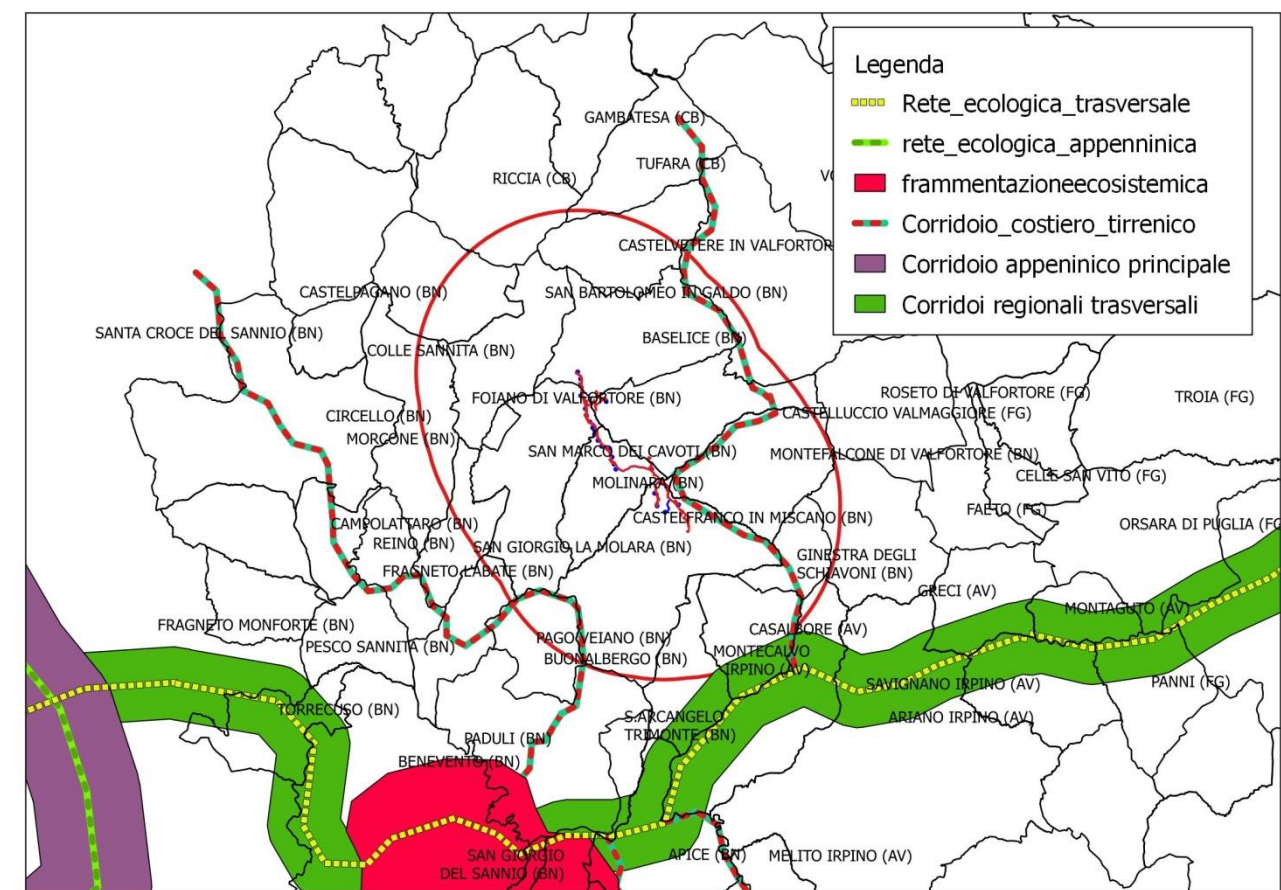 Legenda
Rete_ecologica_trasversale
rete_ecologica_appenninica
frammentazioneecosistemica
Corridoio_costiero_tirrenico
Corridoio appeninico principale
Corridoi regionali trasversali
GAMBATESA (CB)
TUFARA (CB)
RICCIA (CB)
CASTELVETERE IN VALFORTOR
CASTELPAGANO (BN)
SAN BARTOLOMEO IN GALDO (BN)
SANTA CROCE DEL SANNIO (BN)
BASELICE (BN)
COLLE SANNITA (BN)
FOIANO DI VALFORTORE (BN)
ROSETO DI VALFORTORE (FG)
TROIA (FG)
CIRCELLO (BN)
CASTELLUCCIO VALMAGGIORE (FG)
MORCONE (BN)
SAN MARCO DEI CAVOTI (BN)
MONTEFALCONE DI VALFORTORE (BN)
MOLINARA (BN)
CELLE SAN VITO (FG)
CASTELFRANCO IN MISCANO (BN)
FAETO (FG)
ORSARA DI PUGLIA (FG
CAMPOLATTARO (BN)
REINO (BN)
SAN GIORGIO LA MOLARA (BN)
GINESTRA DEGLI
SCHIAVONI (BN)
FRAGNETO L'ABATE (BN)
GRECI (AV)
MONTAGUTO (AV)
FRAGNETO MONFORTE (BN)
PESCO SANNITA (BN)
PAGO VEIANO (BN)
CASALBORE (AV)
BUONALBERGO (BN)
MONTECALVO
IRPINO (AV)
SAVIGNANO IRPINO (AV)
PANNI (FG)
TORRECUSO (BN)
S.ARCANGELO
TRIMONTE (BN)
ARIANO IRPINO (AV)
PADULI (BN)
BENEVENTO (BN)
SAN GIORGIO
DEL SANNIO (BN)
APICE (BN)
MELITO IRPINO (AV)